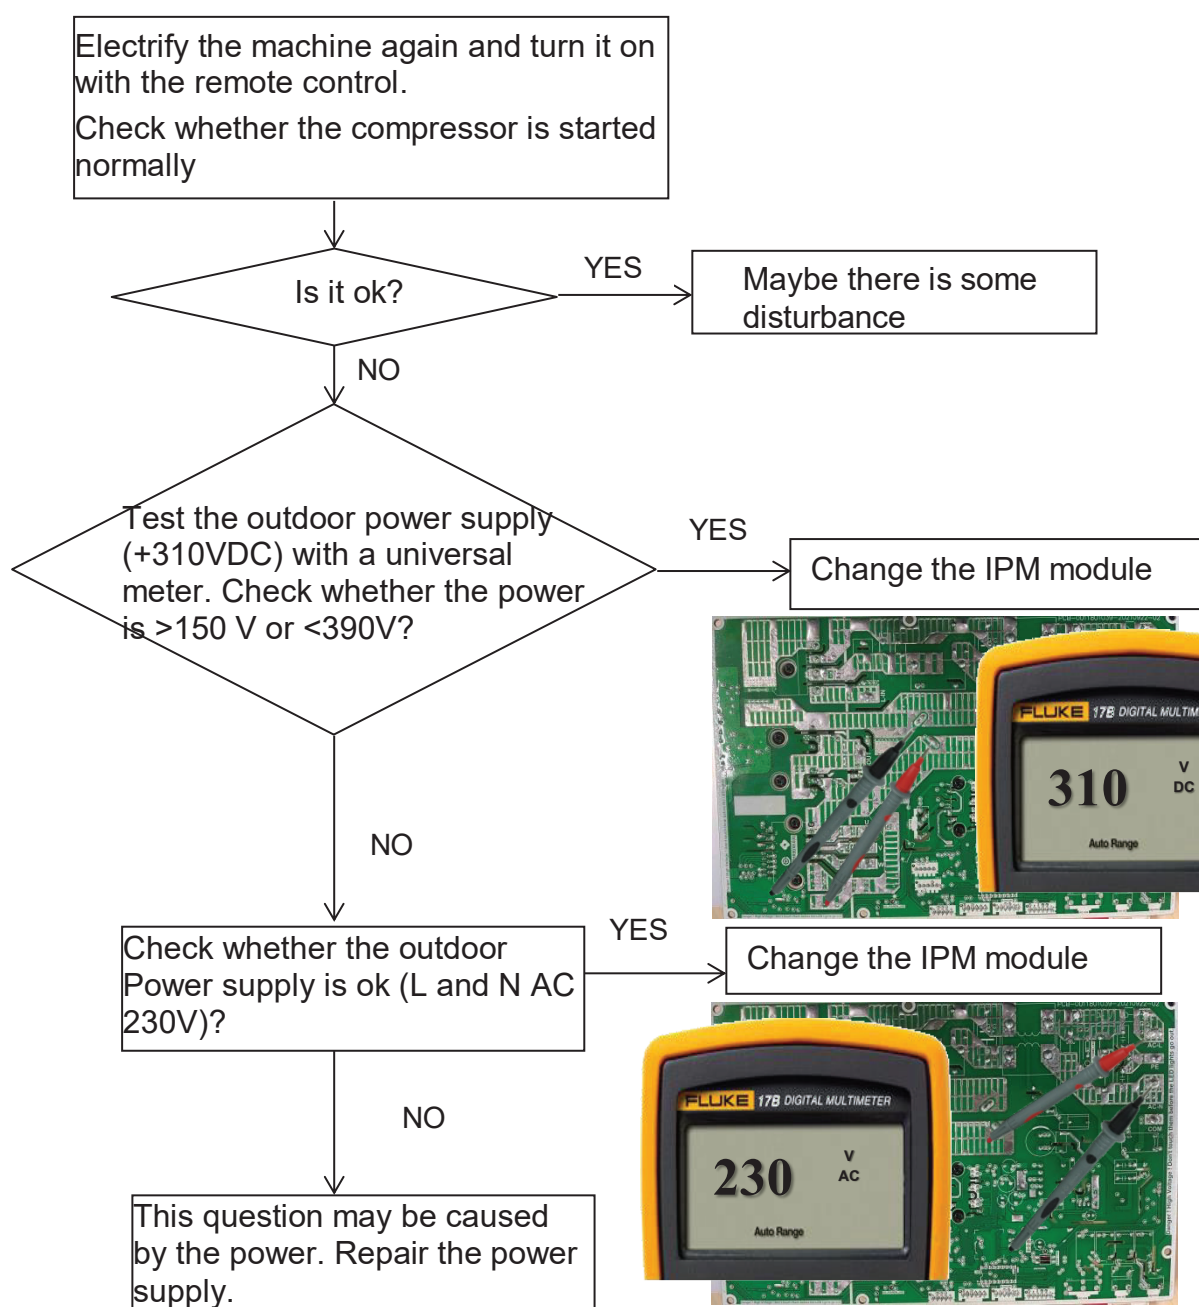 Electrify the machine again and turn it on
with the remote control.
Check whether the compressor is started
normally
Is it ok?
YES
Maybe there is some
disturbance
NO
Test the outdoor power supply
(+310VDC) with a universal
meter. Check whether the power
is >150 V or <390V?
YES
Change the IPM module
FLUKE 17B DIGITAL MULTIM
310
V
DC
Auto Range
NO
Check whether the outdoor
Power supply is ok (L and N AC
230V)?
YES
Change the IPM module
AC-L
PE
AC-N
COM
FLUKE 17B DIGITAL MULTIMETER
230
V
AC
Auto Range
NO
This question may be caused
by the power. Repair the power
supply.